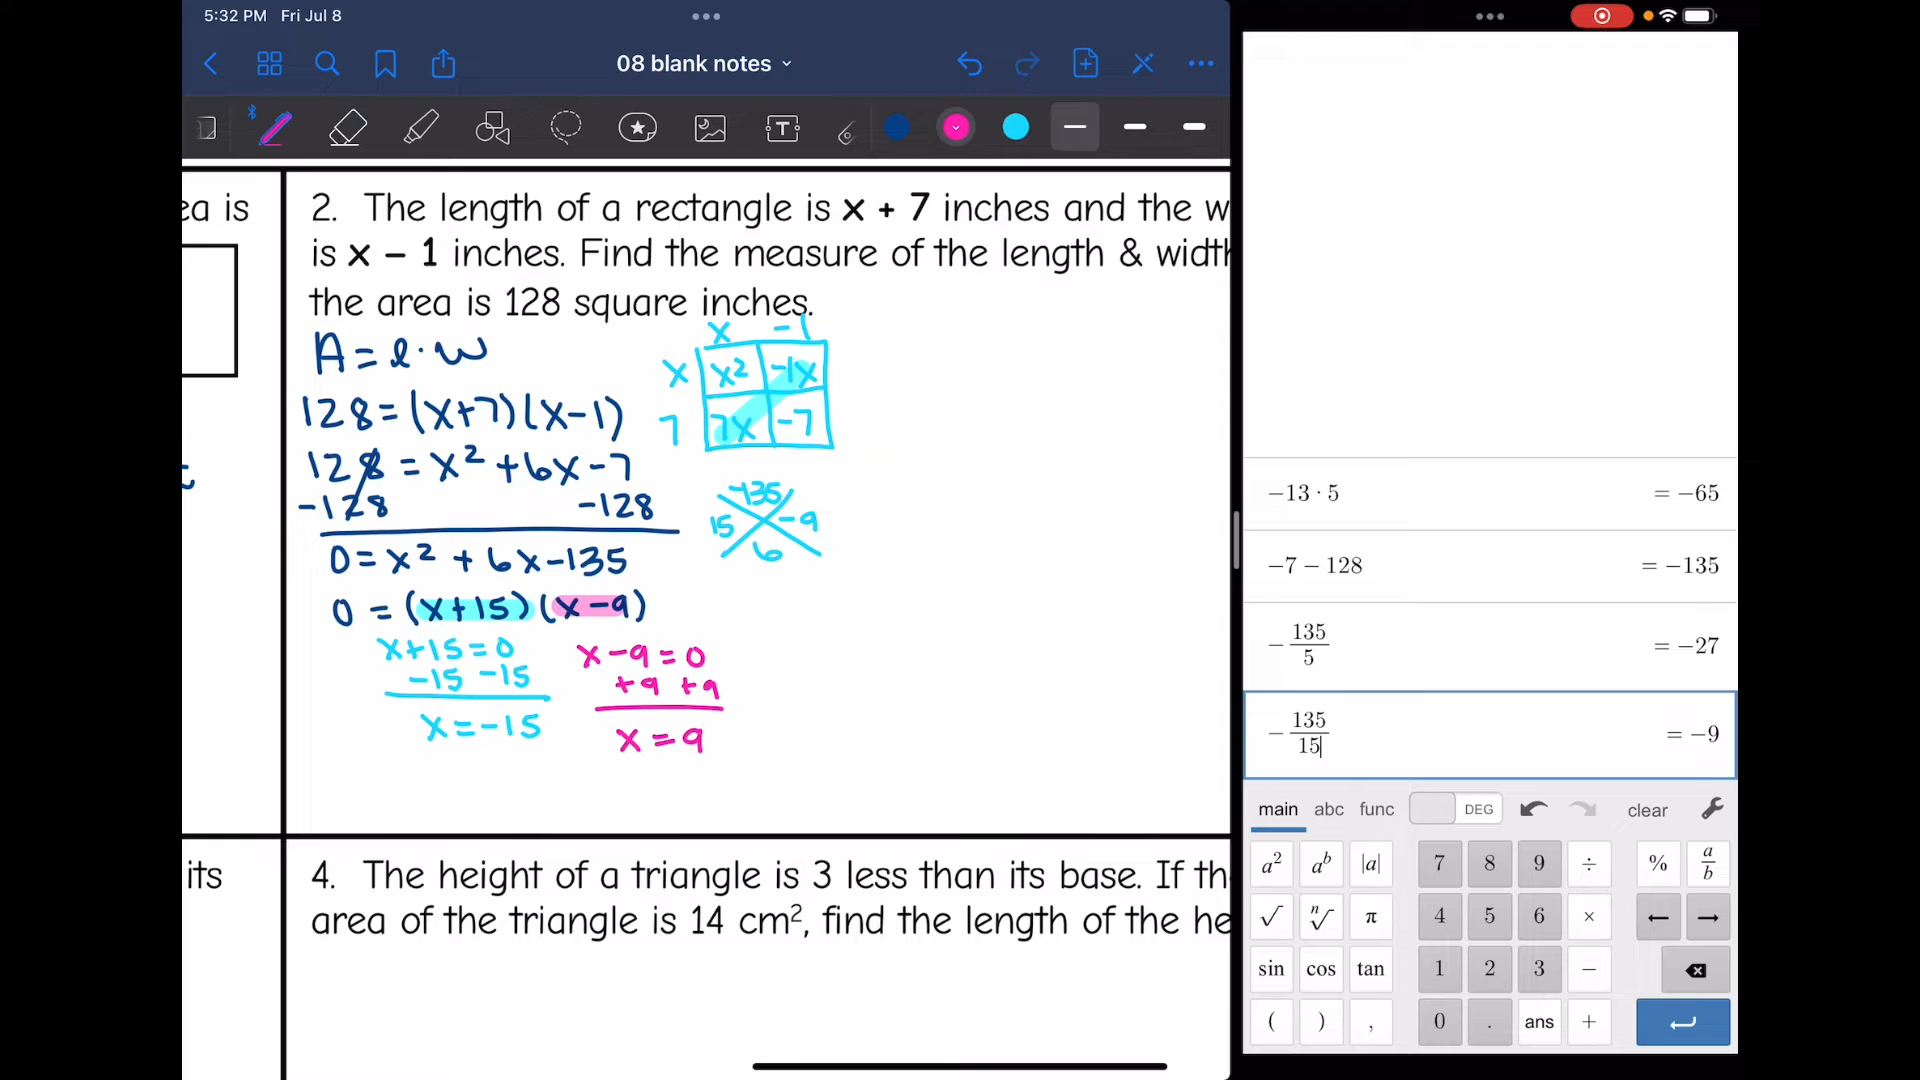 5:32 PM Fri Jul 8
08 blank notes
ea is
2. The length of a rectangle is x + 7 inches and the w
is x – 1 inches. Find the measure of the length & width
the area is 128 square inches.
A = l · w
128 = (x+7)(x-1)
128 = x² + 6x - 7
-128 -128
0 = x² + 6x - 135
0 = (x+15)(x-9)
x+15=0
-15 -15
x = -15
x-9=0
+9 +9
x = 9
x -1
x x² -1x
7 7x -7
-135
15 -9
6
its
4. The height of a triangle is 3 less than its base. If th
area of the triangle is 14 cm², find the length of the he
−13 · 5 = −65
−7 − 128 = −135
−135/5 = −27
−135/15 = −9
main abc func DEG clear
a² aᵇ |a| 7 8 9 ÷ % a/b
√ ⁿ√ π 4 5 6 × ← →
sin cos tan 1 2 3 −
( ) , 0 . ans +